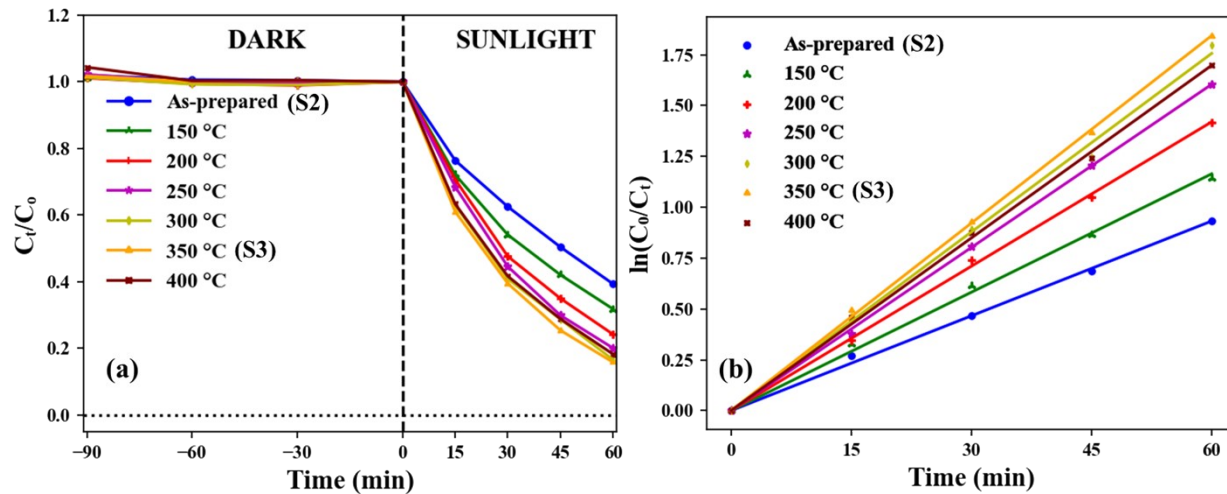 DARK
SUNLIGHT
As-prepared (S2)
150 °C
200 °C
250 °C
300 °C
350 °C (S3)
400 °C
1.2
1.0
0.8
0.6
0.4
0.2
0.0
Cₜ/Cₒ
(a)
−90
−60
−30
0
15
30
45
60
Time (min)
As-prepared (S2)
150 °C
200 °C
250 °C
300 °C
350 °C (S3)
400 °C
1.75
1.50
1.25
1.00
0.75
0.50
0.25
0.00
ln(C₀/Cₜ)
(b)
0
15
30
45
60
Time (min)